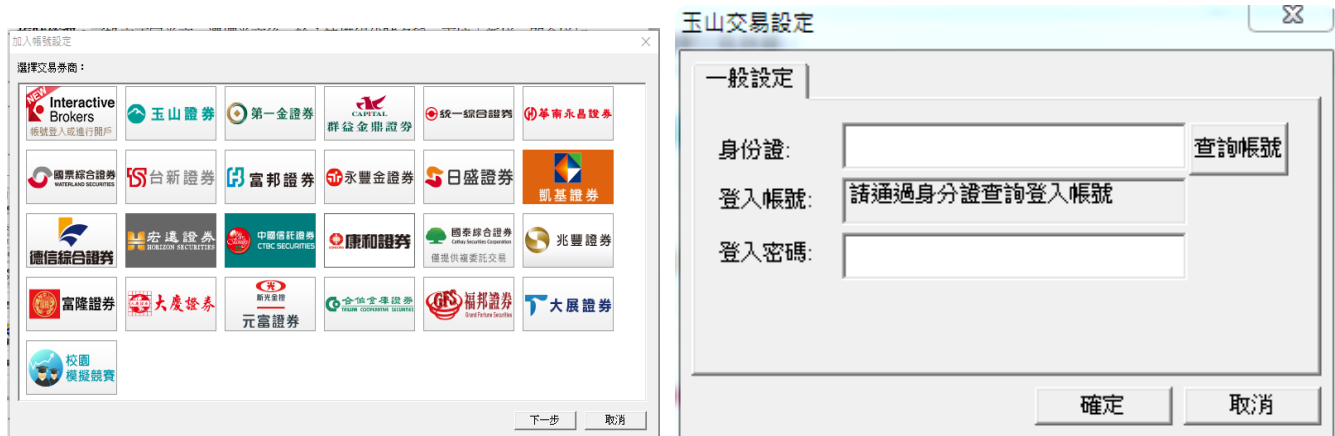 加入帳號設定
選擇交易券商：
NEW
Interactive
Brokers
帳號登入或進行開戶
玉山證券
第一金證券
CAPITAL
群益金鼎證券
統一綜合證券
華南永昌證券
國票綜合證券
WATERLAND SECURITIES
台新證券
富邦證券
永豐金證券
日盛證券
凱基證券
德信綜合證券
宏遠證券
HORIZON SECURITIES
中國信託證券
CTBC SECURITIES
康和證券
國泰綜合證券
Cathay Securities Corporation
僅提供複委託交易
兆豐證券
富隆證券
大慶證券
新光金控
元富證券
合作金庫證券
TAIWAN COOPERATIVE SECURITIES
GFS
福邦證券
Grand Fortune Securities
大展證券
校園
模擬競賽
下一步
取消
玉山交易設定
一般設定
身份證:
查詢帳號
登入帳號:
請通過身分證查詢登入帳號
登入密碼:
確定
取消